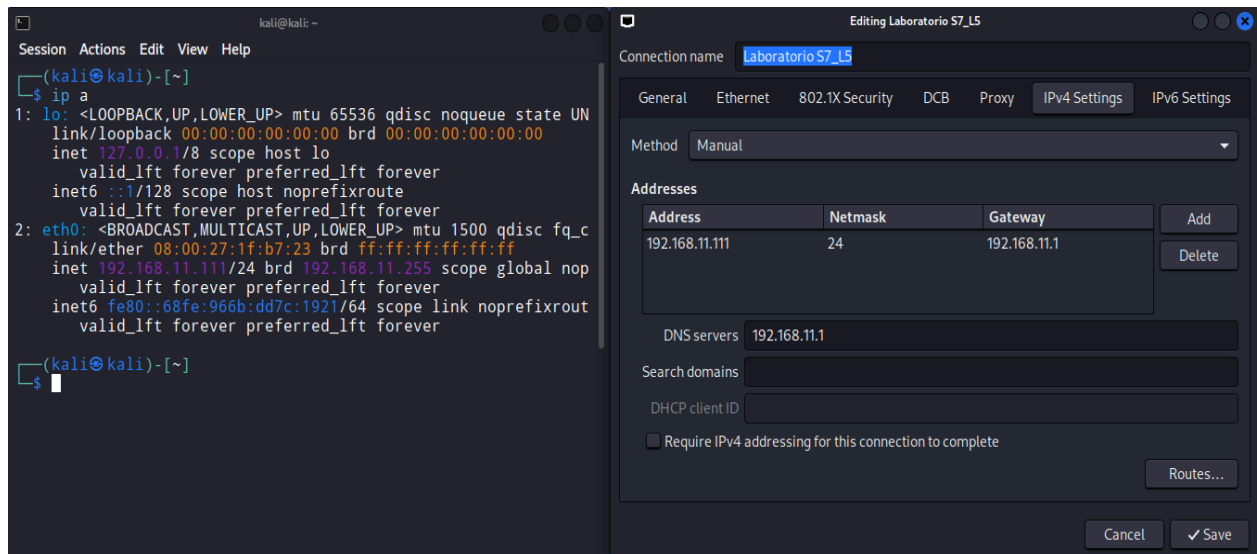 kali@kali: ~
Session Actions Edit View Help
┌──(kali㉿kali)-[~]
└─$ ip a
1: lo: <LOOPBACK,UP,LOWER_UP> mtu 65536 qdisc noqueue state UN
link/loopback 00:00:00:00:00:00 brd 00:00:00:00:00:00
inet 127.0.0.1/8 scope host lo
valid_lft forever preferred_lft forever
inet6 ::1/128 scope host noprefixroute
valid_lft forever preferred_lft forever
2: eth0: <BROADCAST,MULTICAST,UP,LOWER_UP> mtu 1500 qdisc fq_c
link/ether 08:00:27:1f:b7:23 brd ff:ff:ff:ff:ff:ff
inet 192.168.11.111/24 brd 192.168.11.255 scope global nop
valid_lft forever preferred_lft forever
inet6 fe80::68fe:966b:dd7c:1921/64 scope link noprefixrout
valid_lft forever preferred_lft forever
┌──(kali㉿kali)-[~]
└─$
Editing Laboratorio S7_L5
Connection name Laboratorio S7_L5
General Ethernet 802.1X Security DCB Proxy IPv4 Settings IPv6 Settings
Method Manual
Addresses
Address Netmask Gateway Add
192.168.11.111 24 192.168.11.1
Delete
DNS servers 192.168.11.1
Search domains
DHCP client ID
Require IPv4 addressing for this connection to complete
Routes...
Cancel ✓ Save